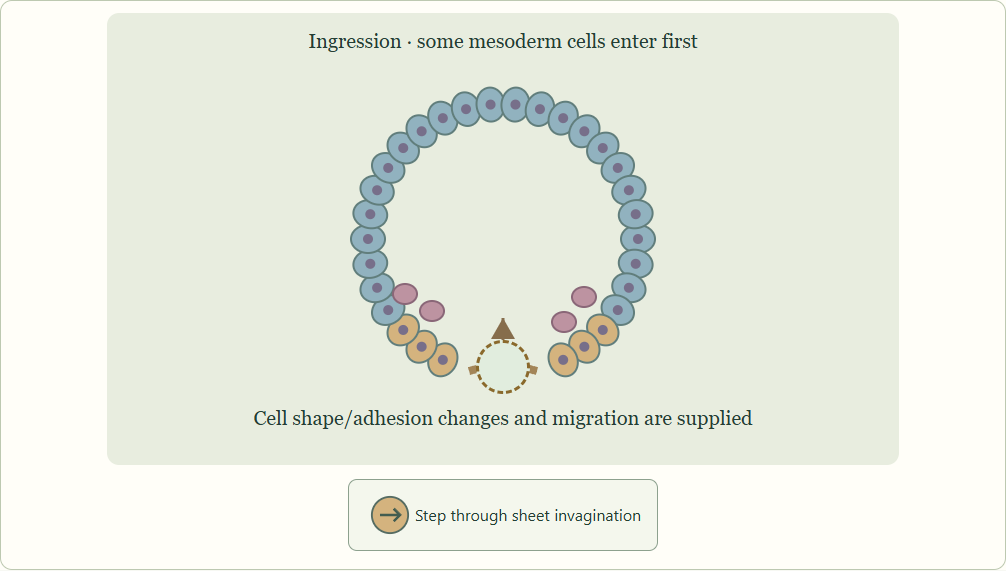 Ingression · some mesoderm cells enter first
Cell shape/adhesion changes and migration are supplied
Step through sheet invagination